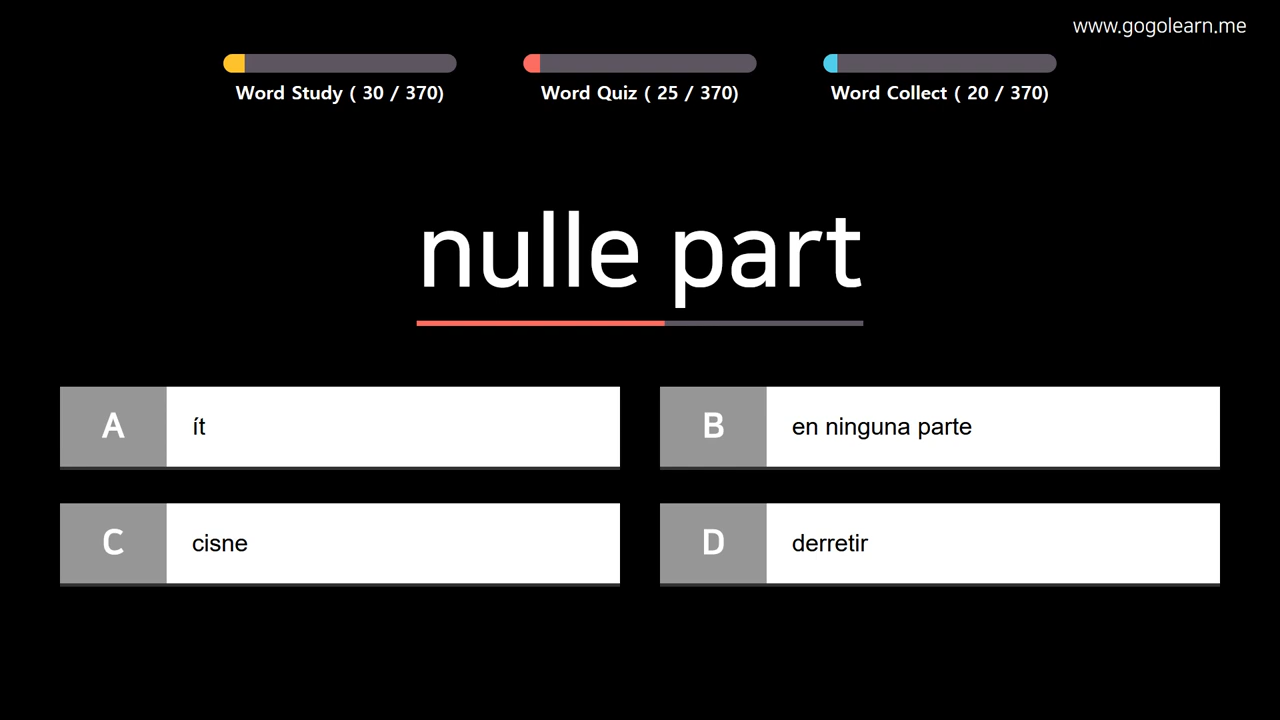 www.gogolearn.me
Word Study ( 30 / 370)
Word Quiz ( 25 / 370)
Word Collect ( 20 / 370)
nulle part
A
ít
B
en ninguna parte
C
cisne
D
derretir